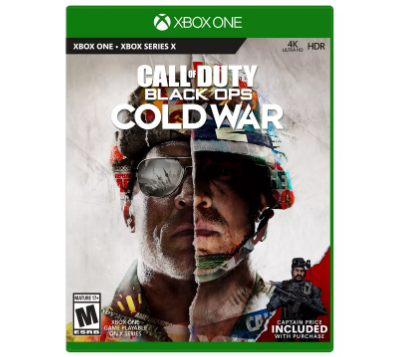 XBOX ONE
XBOX ONE • XBOX SERIES X
4K
ULTRA HD
HDR
CALL OF DUTY
BLACK OPS
COLD WAR
MATURE 17+
M
ESRB
XBOX ONE
GAME PLAYABLE
ON X SERIES
CAPTAIN PRICE
INCLUDED
WITH PURCHASE